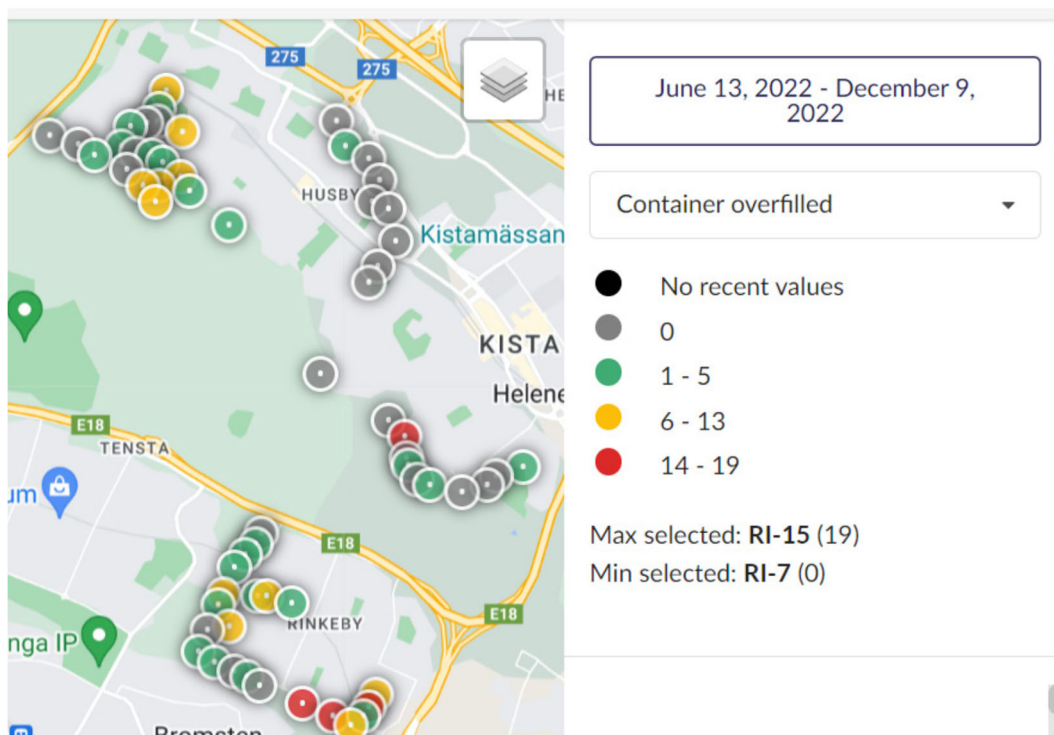 275
275
HUSBY
Kistamässan
KISTA
E18
TENSTA
E18
RINKEBY
E18
nga IP
June 13, 2022 - December 9,
2022
Container overfilled
No recent values
0
1 - 5
6 - 13
14 - 19
Max selected: RI-15 (19)
Min selected: RI-7 (0)